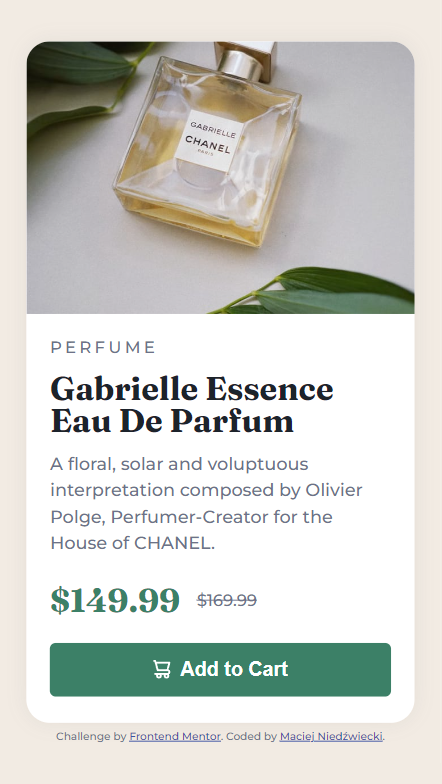 GABRIELLE
CHANEL
PARIS
PERFUME
Gabrielle Essence
Eau De Parfum
A floral, solar and voluptuous
interpretation composed by Olivier
Polge, Perfumer-Creator for the
House of CHANEL.
$149.99 $169.99
Add to Cart
Challenge by Frontend Mentor. Coded by Maciej Niedźwiecki.